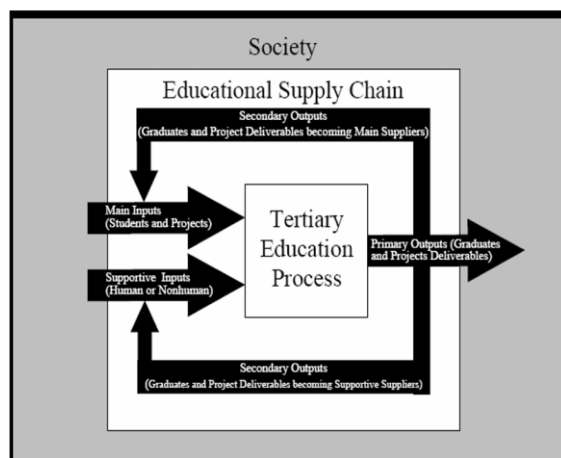 Society
Educational Supply Chain
Secondary Outputs
(Graduates and Project Deliverables becoming Main Suppliers)
Main Inputs
(Students and Projects)
Tertiary
Education
Process
Primary Outputs (Graduates
and Projects Deliverables)
Supportive Inputs
(Human or Nonhuman)
Secondary Outputs
(Graduates and Project Deliverables becoming Supportive Suppliers)